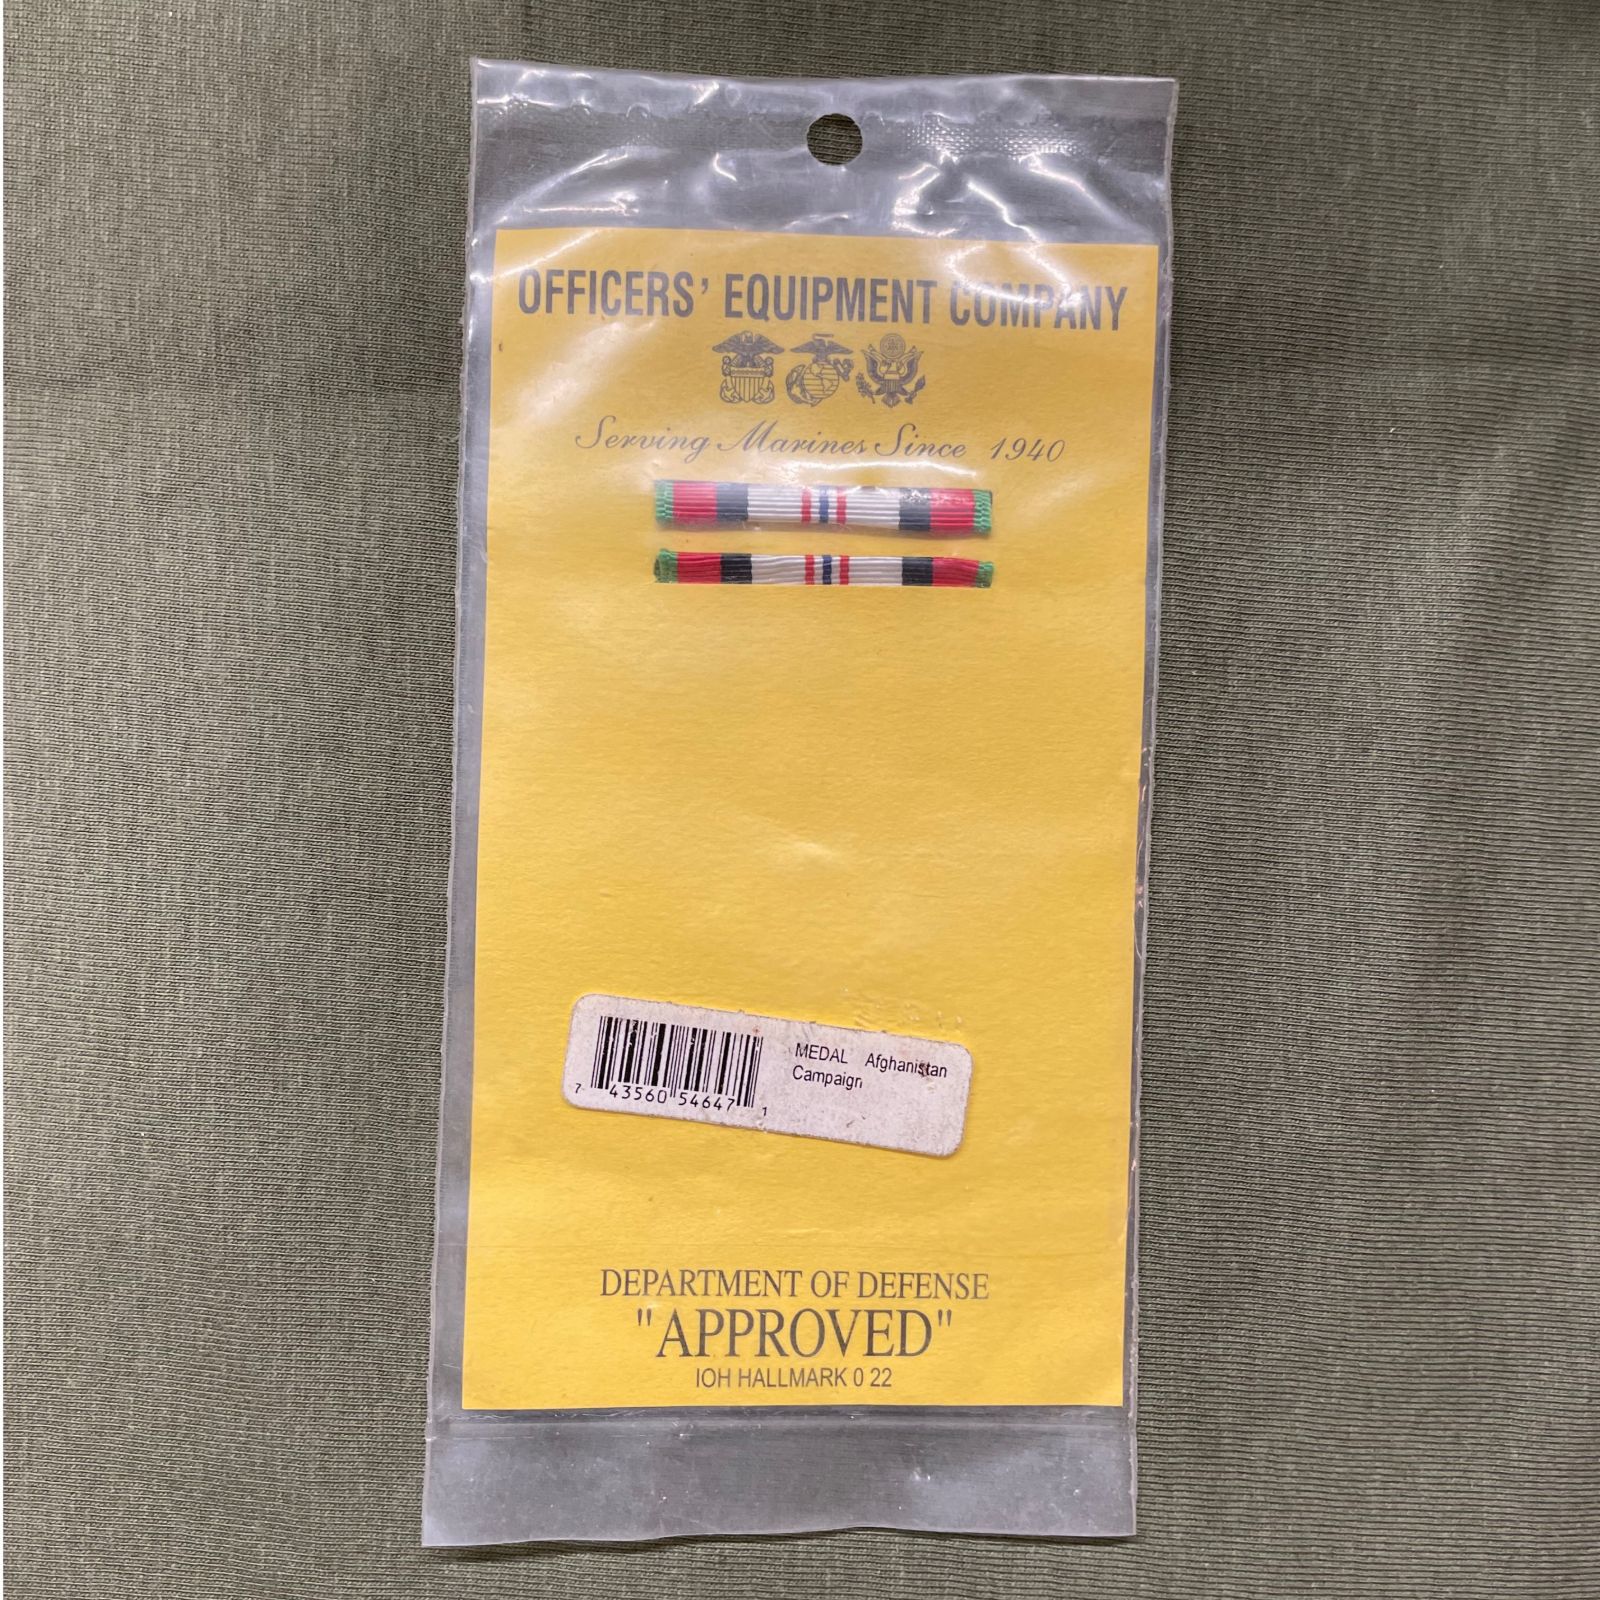 OFFICERS' EQUIPMENT COMPANY
Serving Marines Since 1940
MEDAL Afghanistan
Campaign
7 43560 54647 1
DEPARTMENT OF DEFENSE
"APPROVED"
IOH HALLMARK 0 22